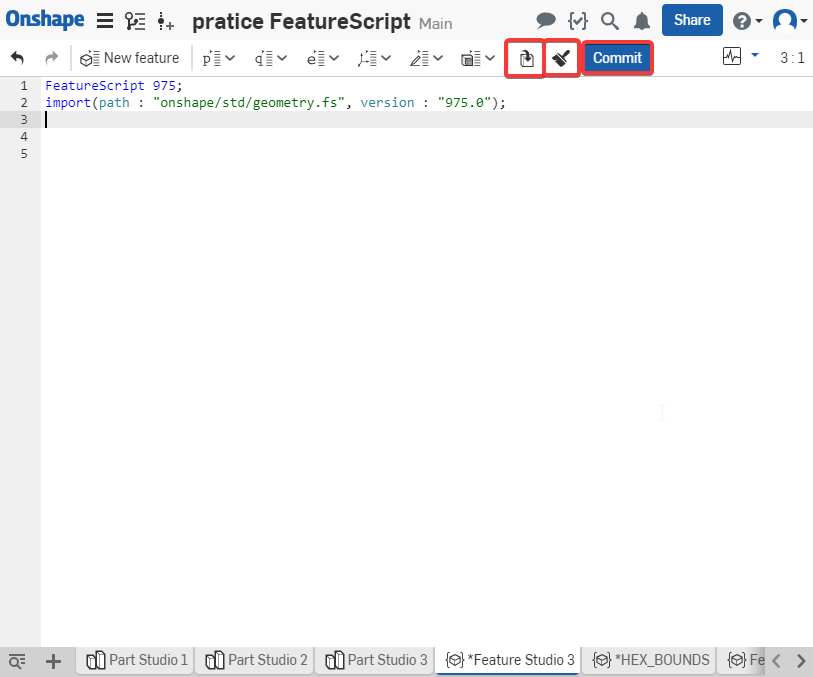 Onshape pratice FeatureScript Main Share
New feature p q e Commit 3 : 1
1 FeatureScript 975;
2 import(path : "onshape/std/geometry.fs", version : "975.0");
3
4
5
Part Studio 1 Part Studio 2 Part Studio 3 *Feature Studio 3 *HEX_BOUNDS Fe